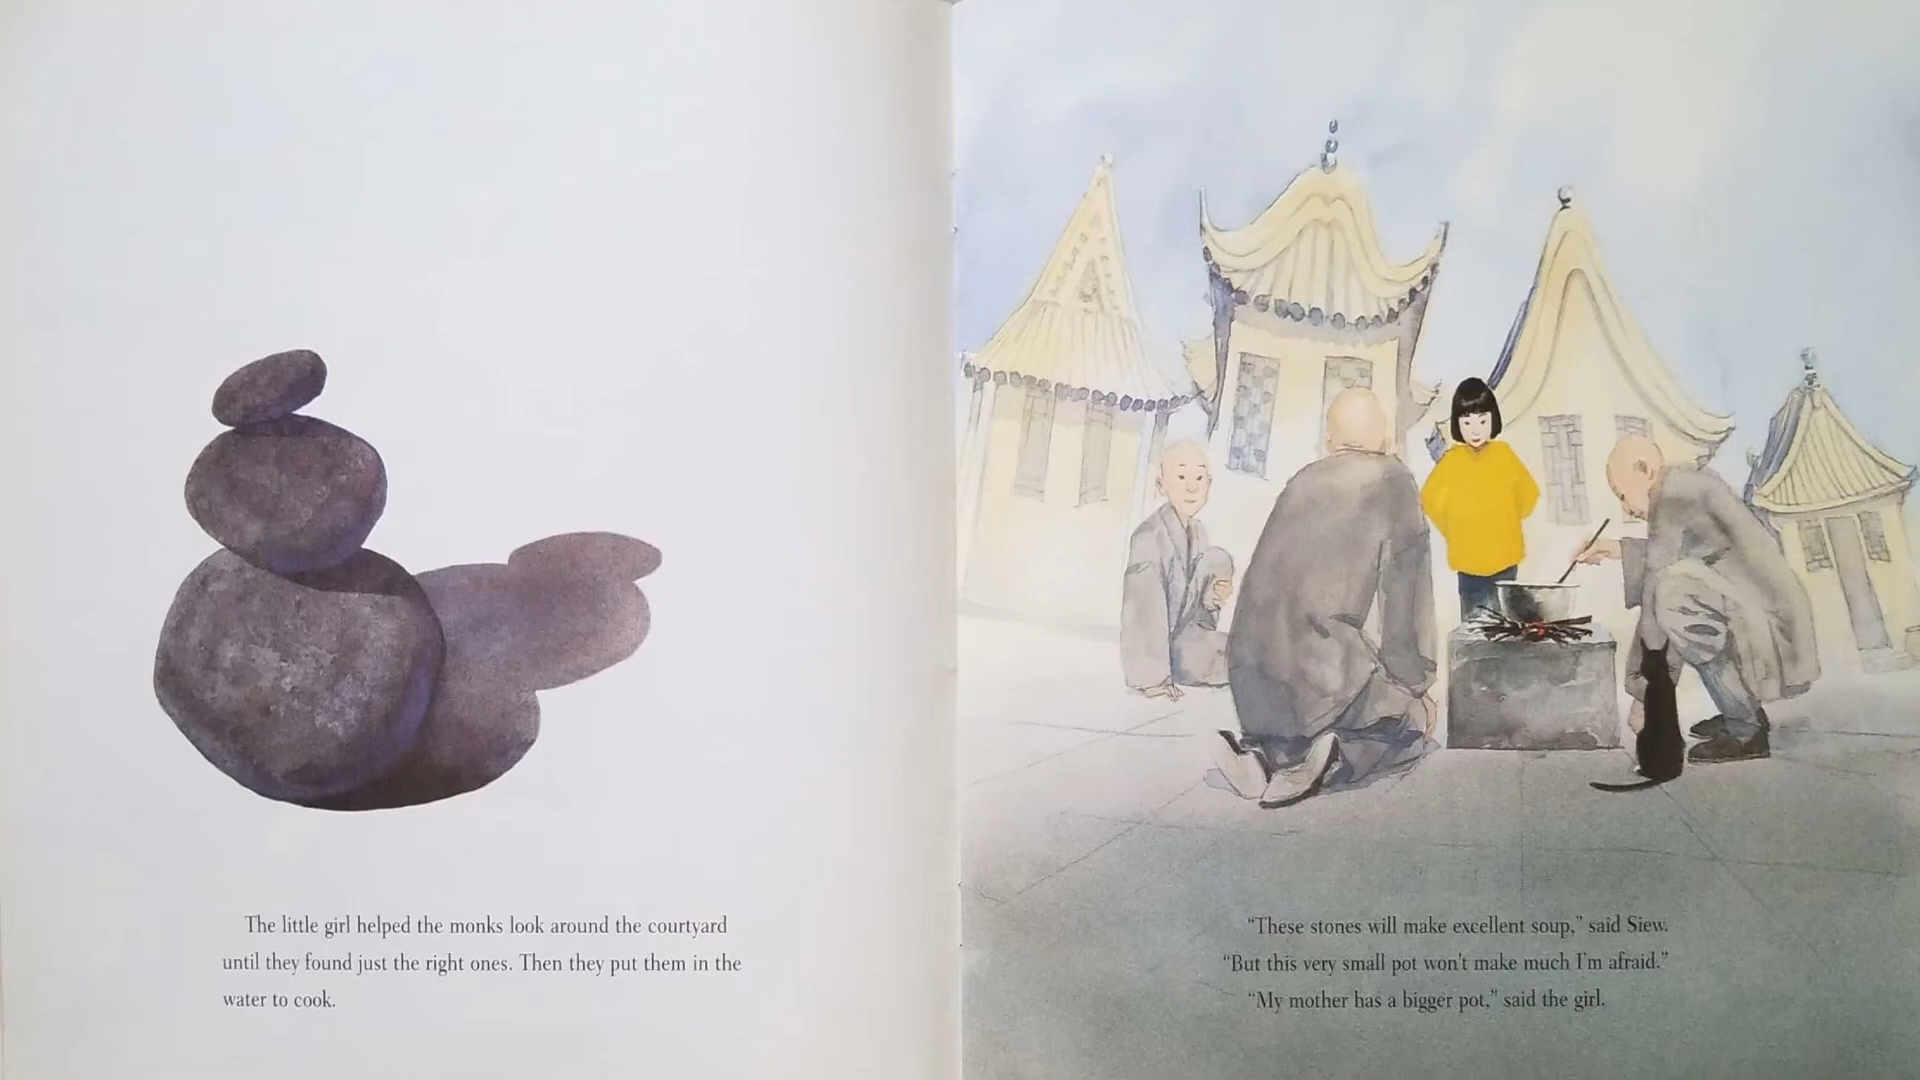 The little girl helped the monks look around the courtyard
until they found just the right ones. Then they put them in the
water to cook.
“These stones will make excellent soup,” said Siew.
“But this very small pot won't make much I'm afraid.”
“My mother has a bigger pot,” said the girl.